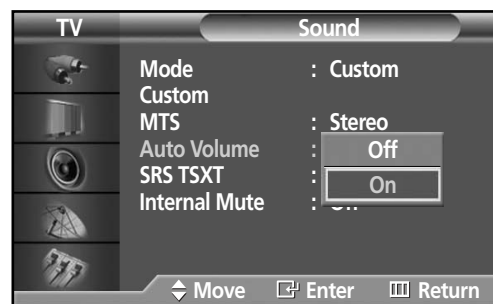 TV Sound
Mode : Custom
Custom
MTS : Stereo
Auto Volume : Off
SRS TSXT : On
Internal Mute :
Move Enter Return